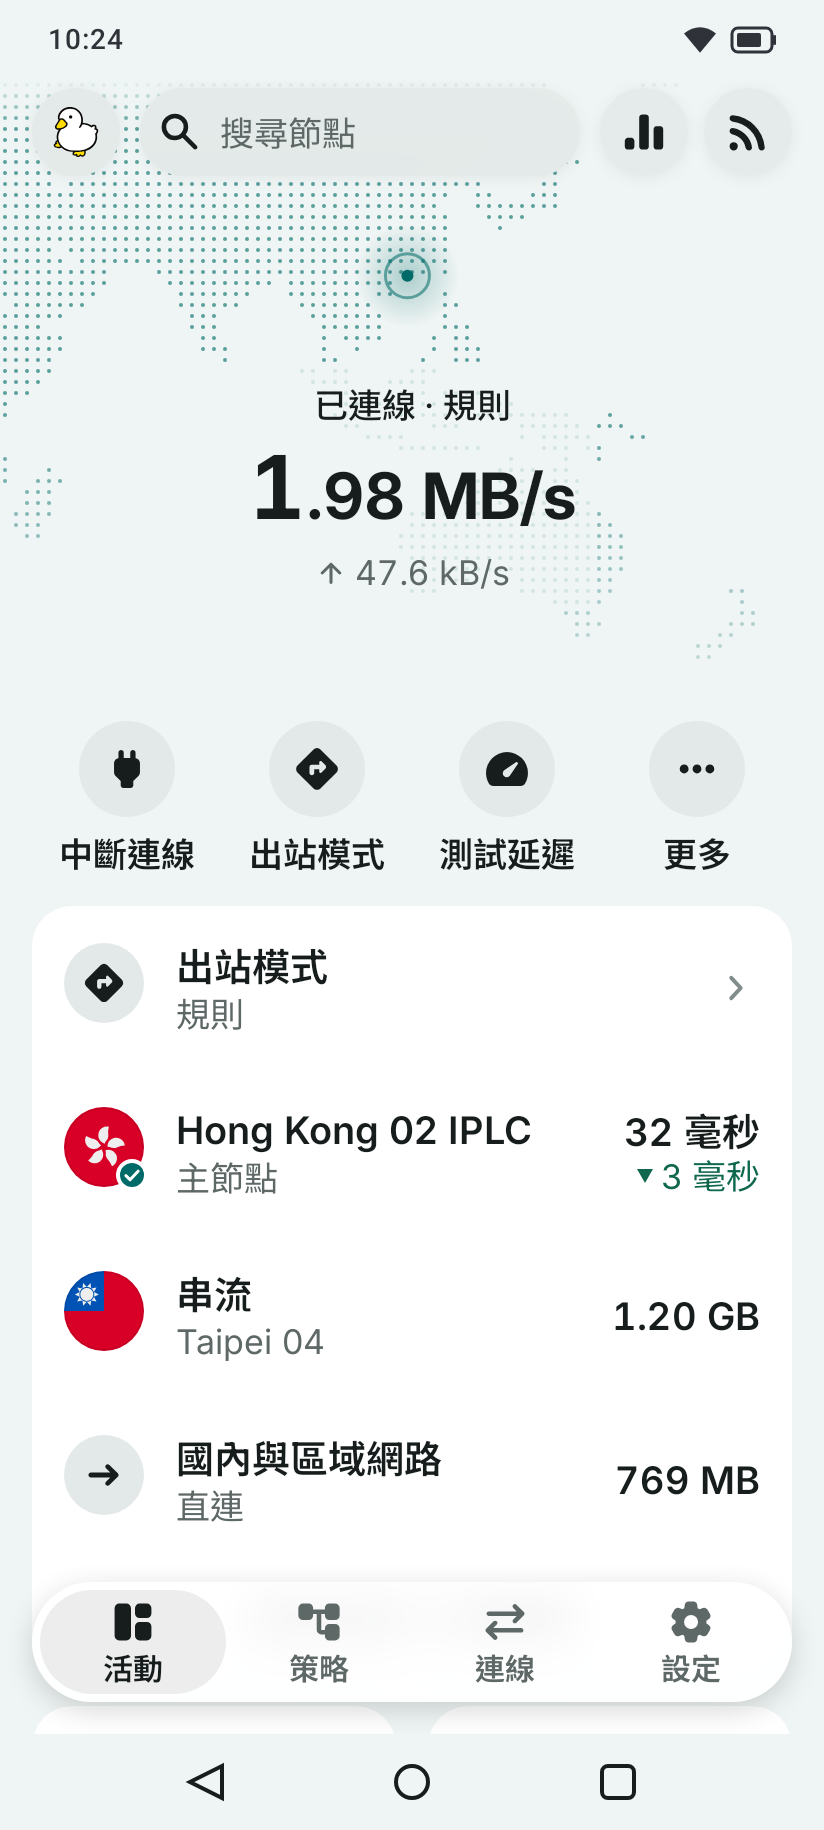 10:24
搜尋節點
已連線 · 規則
1.98 MB/s
↑ 47.6 kB/s
中斷連線
出站模式
測試延遲
更多
出站模式
規則
Hong Kong 02 IPLC
32 毫秒
主節點
▼3 毫秒
串流
1.20 GB
Taipei 04
國內與區域網路
769 MB
直連
活動
策略
連線
設定